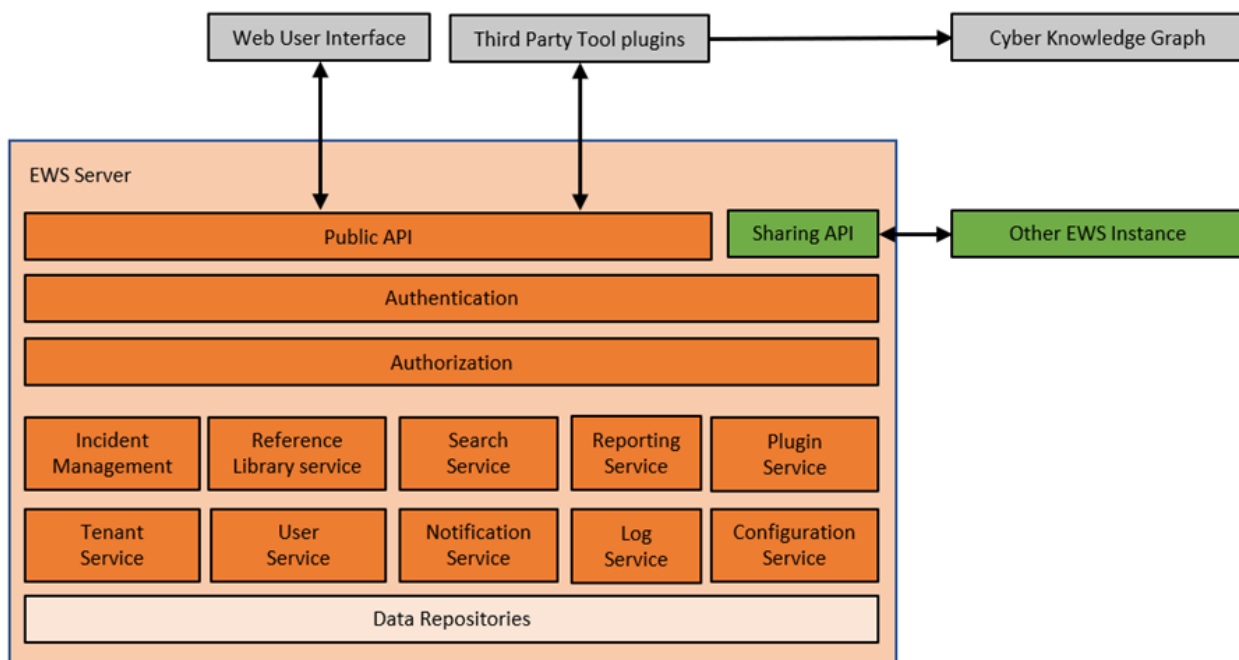 Web User Interface
Third Party Tool plugins
Cyber Knowledge Graph
EWS Server
Public API
Sharing API
Other EWS Instance
Authentication
Authorization
Incident
Management
Reference
Library service
Search
Service
Reporting
Service
Plugin
Service
Tenant
Service
User
Service
Notification
Service
Log
Service
Configuration
Service
Data Repositories